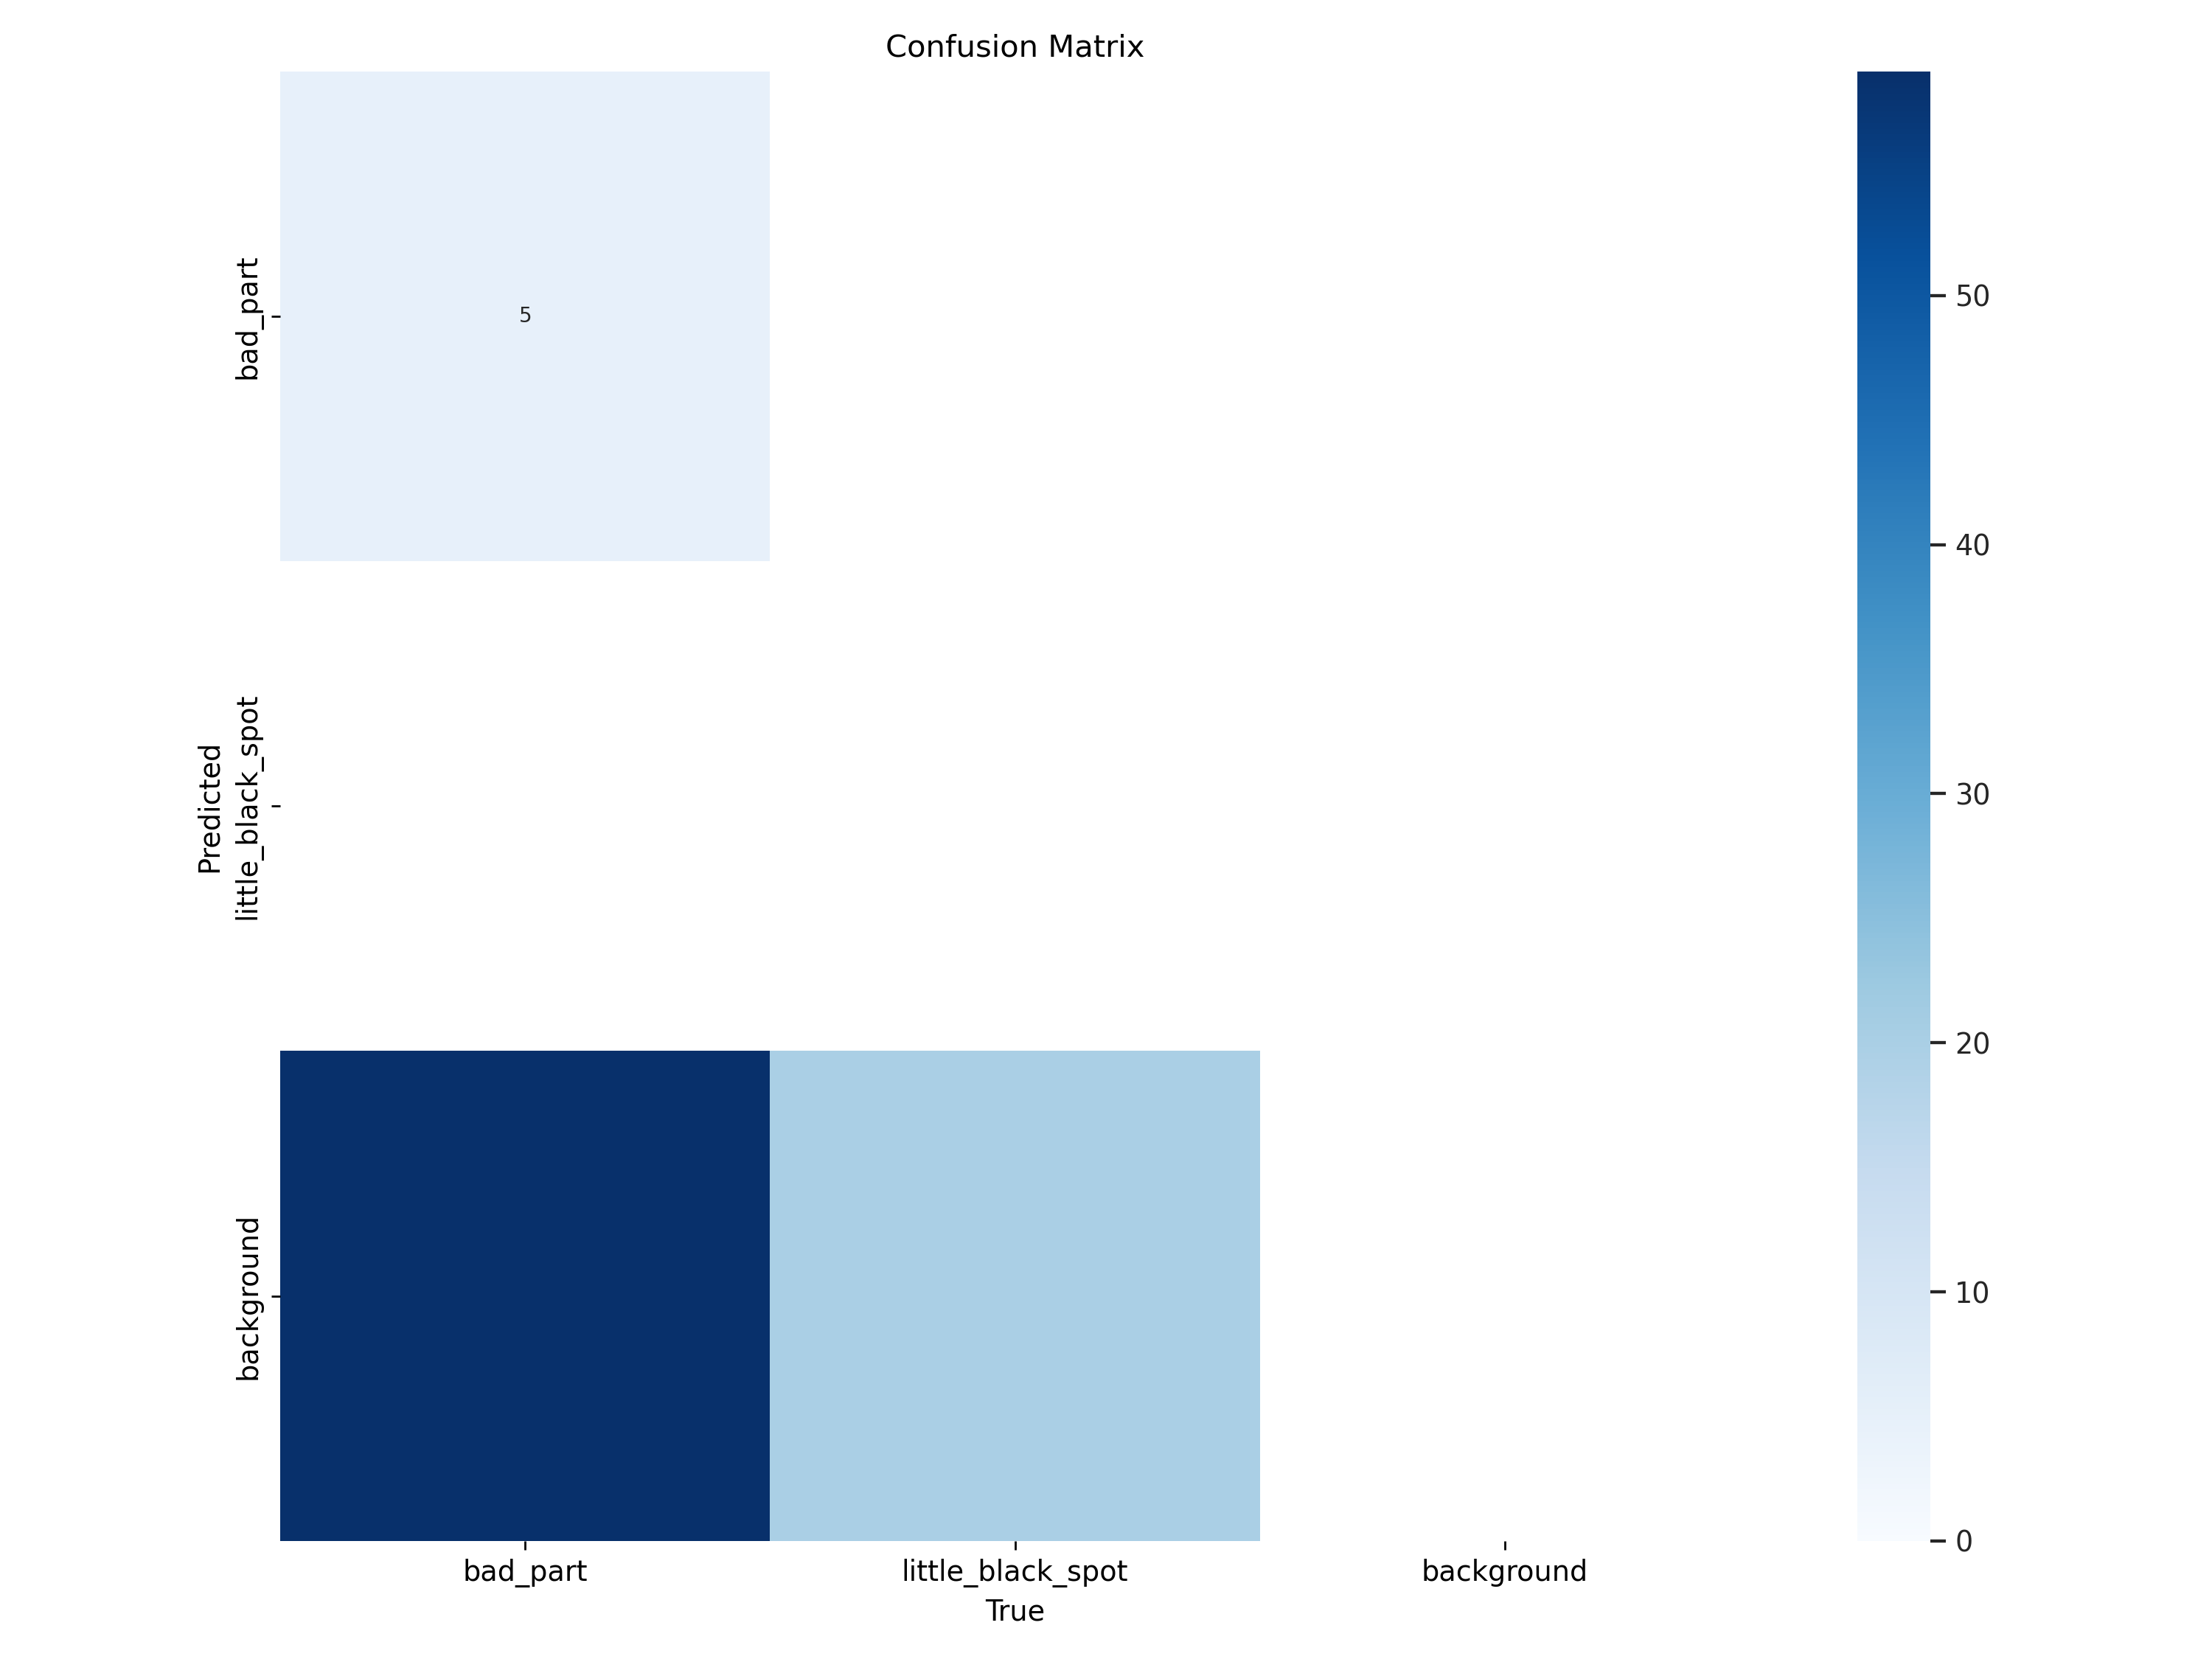 Confusion Matrix
bad_part
5
Predicted
little_black_spot
background
bad_part
little_black_spot
background
True
50
40
30
20
10
0